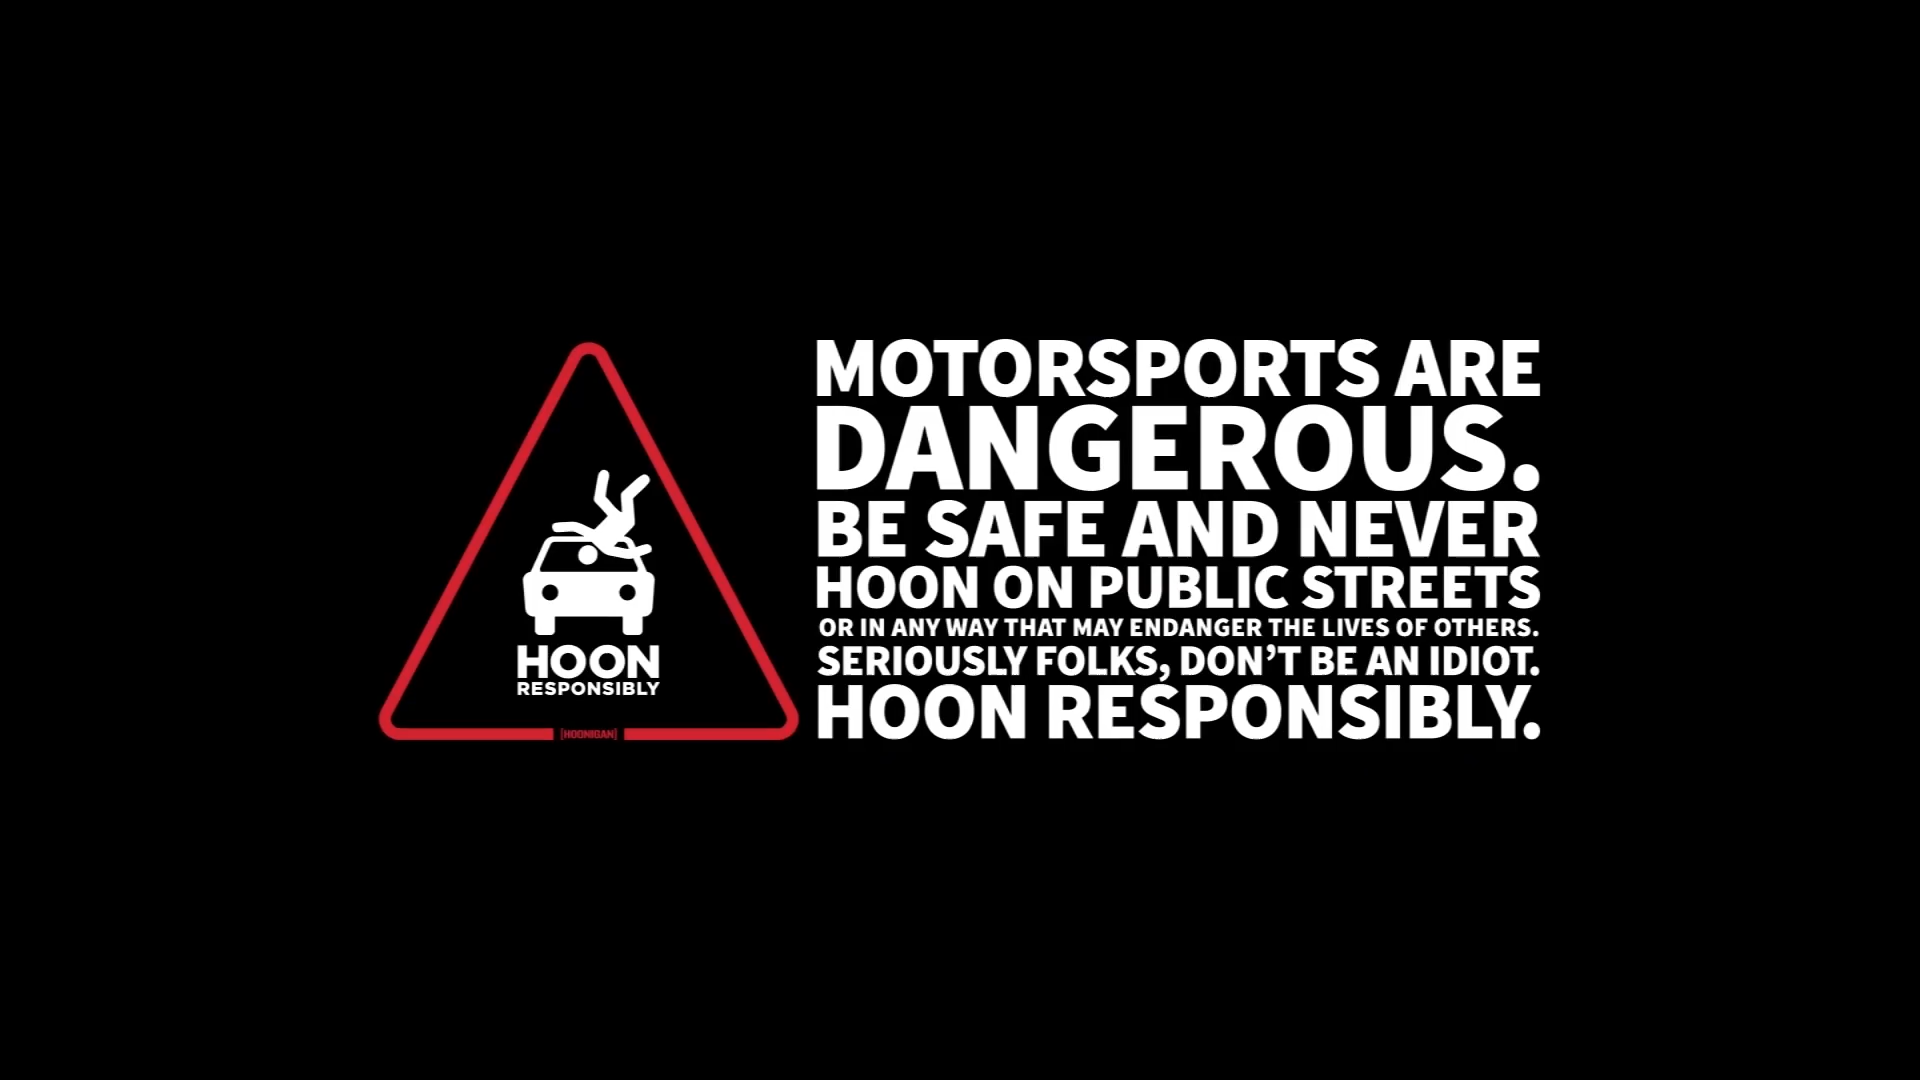 HOON
RESPONSIBLY
[HOONIGAN]
MOTORSPORTS ARE
DANGEROUS.
BE SAFE AND NEVER
HOON ON PUBLIC STREETS
OR IN ANY WAY THAT MAY ENDANGER THE LIVES OF OTHERS.
SERIOUSLY FOLKS, DON’T BE AN IDIOT.
HOON RESPONSIBLY.